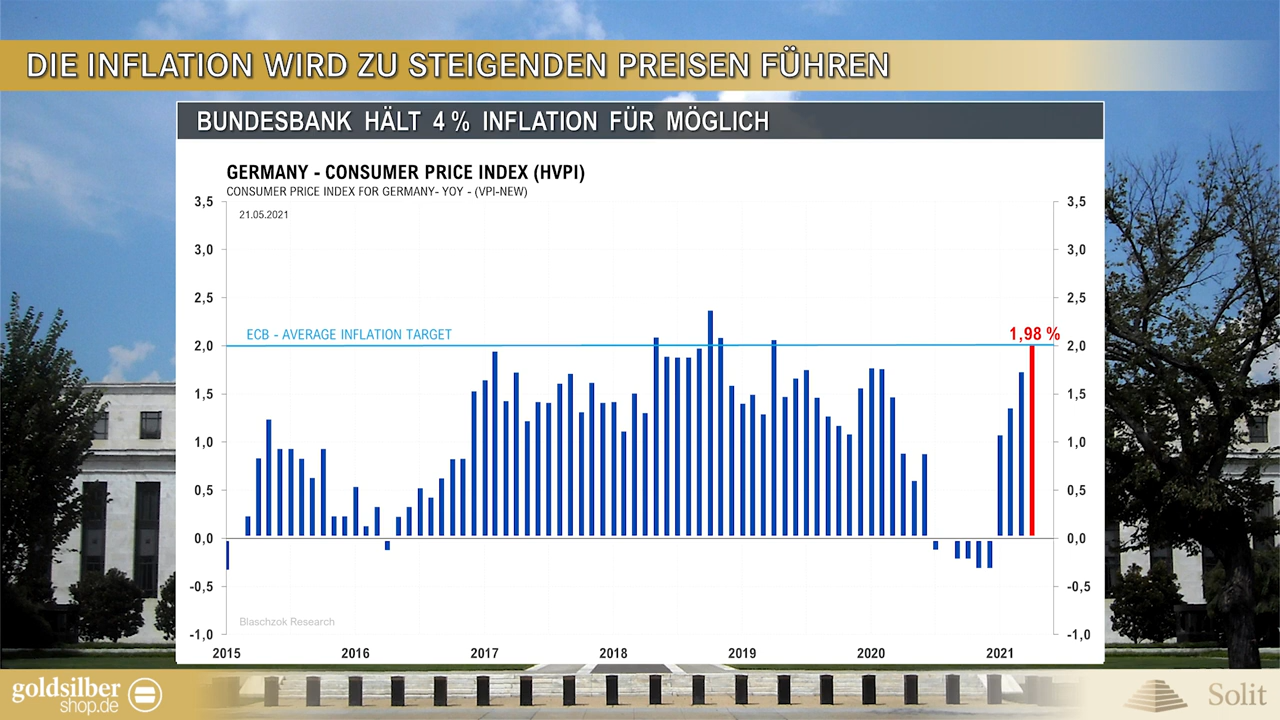 DIE INFLATION WIRD ZU STEIGENDEN PREISEN FÜHREN
BUNDESBANK HÄLT 4 % INFLATION FÜR MÖGLICH
GERMANY - CONSUMER PRICE INDEX (HVPI)
CONSUMER PRICE INDEX FOR GERMANY- YOY - (VPI-NEW)
3,5 3,5
21.05.2021
3,0 3,0
2,5 2,5
ECB - AVERAGE INFLATION TARGET
1,98 %
2,0 2,0
1,5 1,5
1,0 1,0
0,5 0,5
0,0 0,0
-0,5 -0,5
Blaschzok Research
-1,0 -1,0
2015 2016 2017 2018 2019 2020 2021
goldsilber
shop.de
Solit